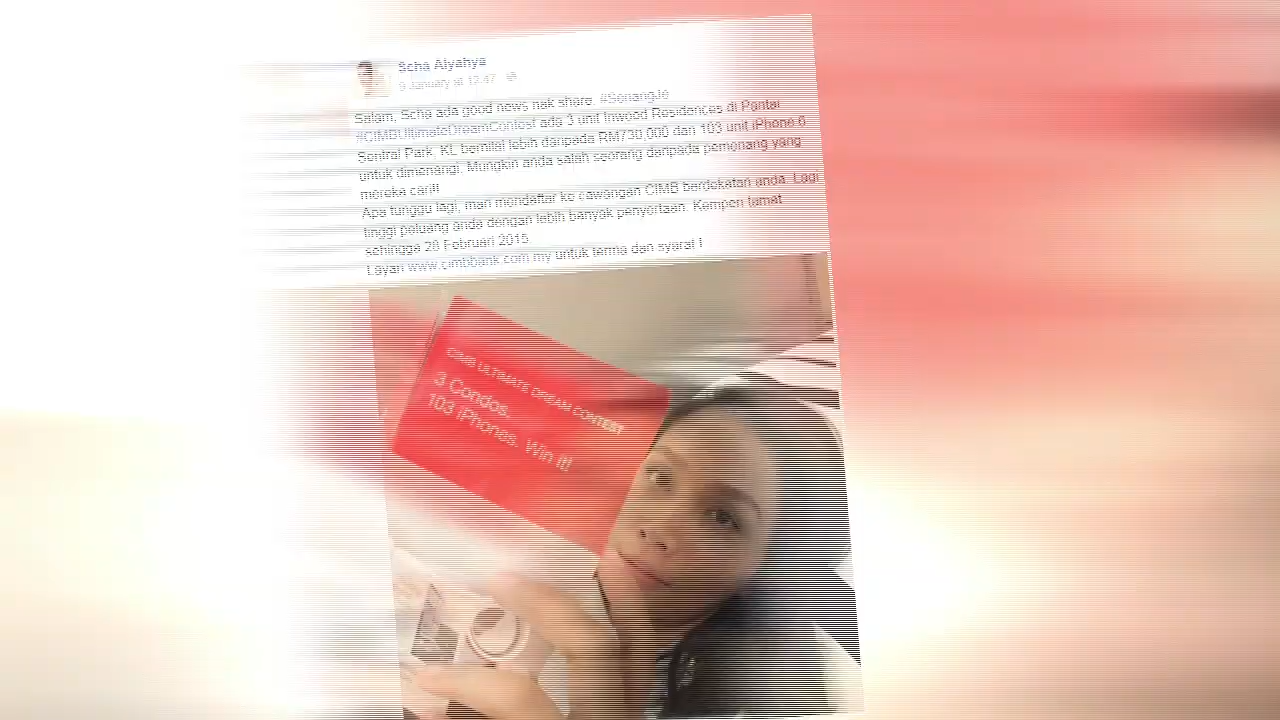 Scha Alyahya
9 January at 12:47
Salam, Scha ada good news nak share. #SenangJe
#CIMBUltimateDreamContest ada 3 unit Inwood Residences di Pantai
Sentral Park, KL bernilai lebih daripada RM730,000 dan 103 unit iPhone 6
untuk dimenangi. Mungkin anda salah seorang daripada pemenang yang
mereka cari!!
Apa tunggu lagi, mari mendaftar ke cawangan CIMB berdekatan anda. Lagi
tinggi peluang anda dengan lebih banyak penyertaan. Kempen tamat
sehingga 28 Februari 2015.
Layari www.cimbbank.com.my untuk terma dan syarat !
CIMB ULTIMATE DREAM CONTEST
3 Condos.
103 iPhones. Win it!